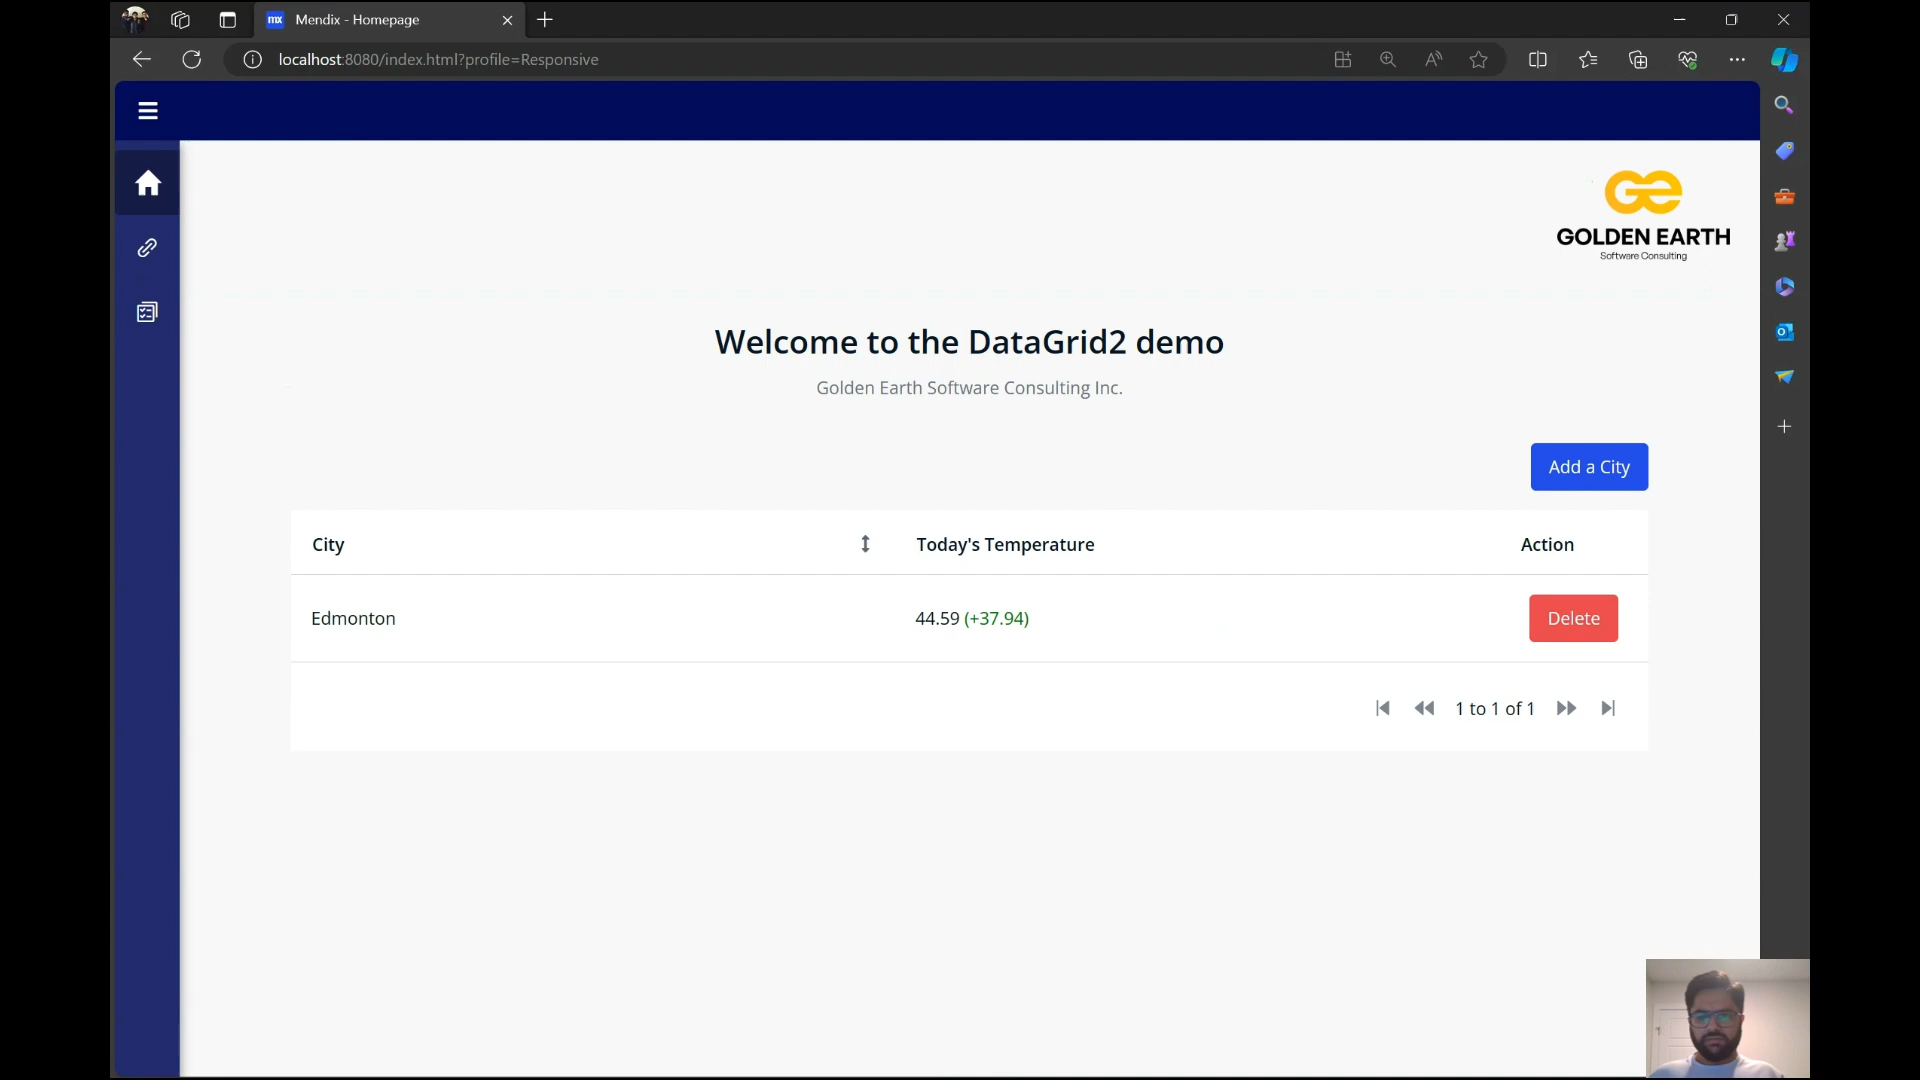 mx Mendix - Homepage
localhost:8080/index.html?profile=Responsive
GOLDEN EARTH
Software Consulting
Welcome to the DataGrid2 demo
Golden Earth Software Consulting Inc.
Add a City
City Today's Temperature Action
Edmonton 44.59 (+37.94) Delete
1 to 1 of 1